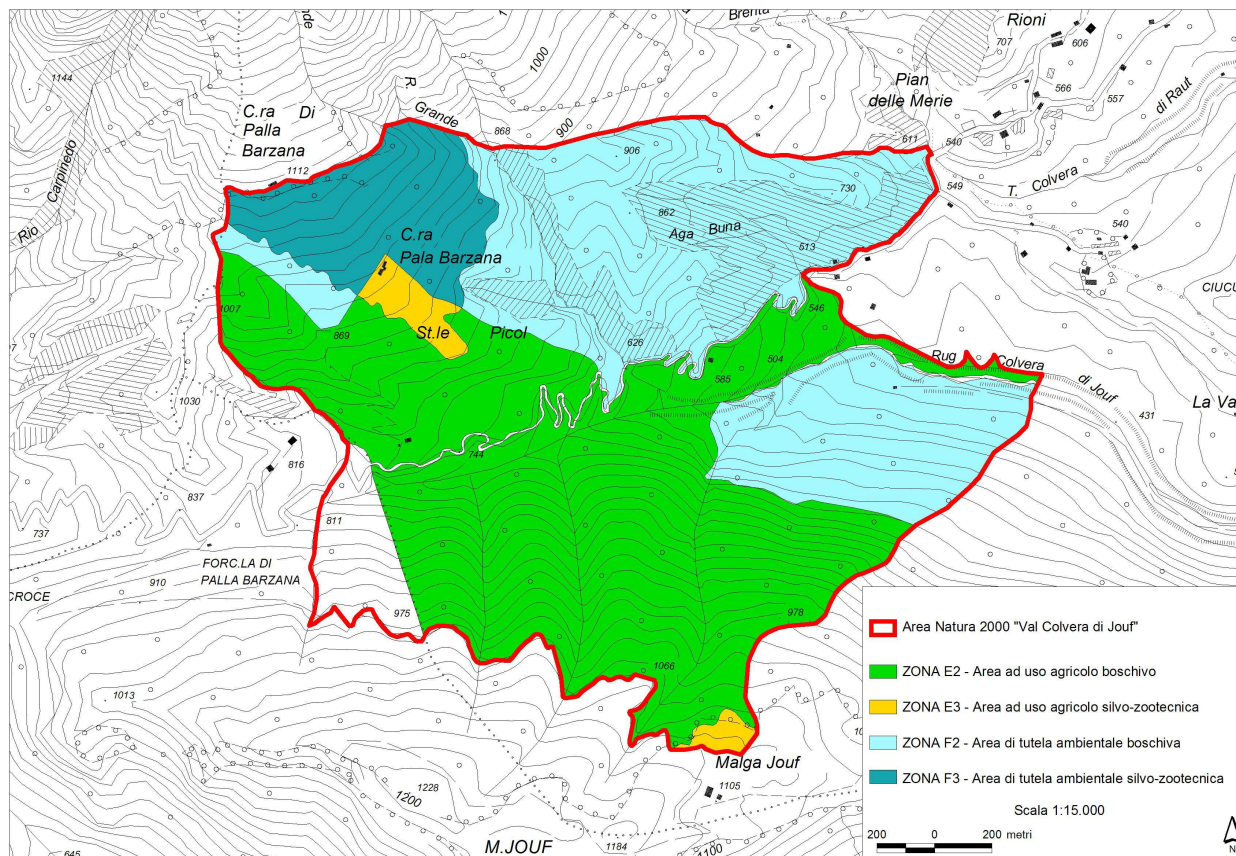 Brenta
Rioni
1144
1000
R.
Grande
707
606
Pian
delle Merie
566
557
C.ra Di
Palla
Barzana
868
900
906
611
540
di Raut
Rio Carpinedo
1112
730
549
T. Colvera
862
Aga Buna
540
C.ra
Pala Barzana
513
CIUCU
1007
869
St.le Picol
546
626
504
Rug Colvera
di Jouf
585
1030
431
La Va
744
816
837
811
737
FORC.LA DI
PALLA BARZANA
910
CROCE
975
978
1066
1013
Malga Jouf
1105
1228
1200
M.JOUF
1184
1100
645
Area Natura 2000 "Val Colvera di Jouf"
ZONA E2 - Area ad uso agricolo boschivo
ZONA E3 - Area ad uso agricolo silvo-zootecnica
ZONA F2 - Area di tutela ambientale boschiva
ZONA F3 - Area di tutela ambientale silvo-zootecnica
Scala 1:15.000
200 0 200 metri
N